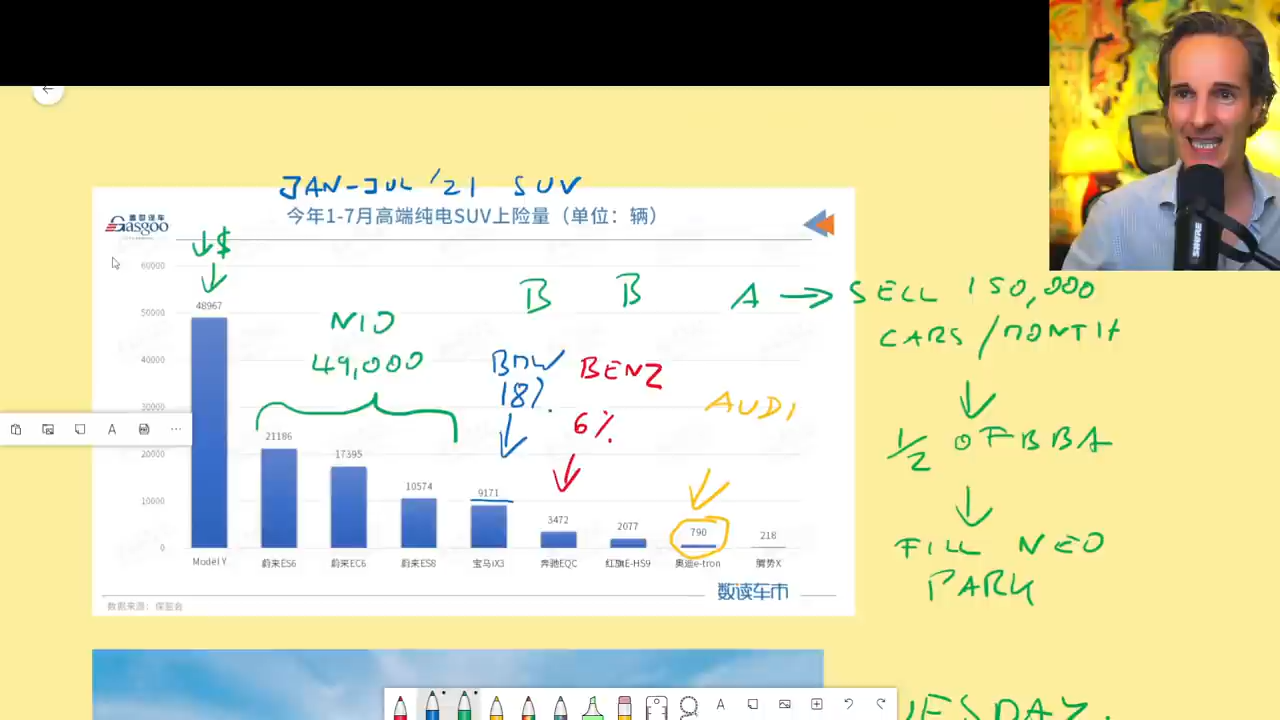 JAN-JUL '21 SUV
Gasgoo
今年1-7月高端纯电SUV上险量（单位：辆）
↓$
60000
50000
40000
30000
20000
10000
0
48967
21186
17395
10574
9171
3472
2077
790
218
Model Y
蔚来ES6
蔚来EC6
蔚来ES8
宝马iX3
奔驰EQC
红旗E-HS9
奥迪e-tron
腾势X
NIO
49,000
B B A → SELL 150,000
CARS/MONTH
BMW
18%
BENZ
6%
AUDI
1/2 OF BBA
FILL NEO
PARK
数读车市
数据来源：保监会
UESDAY.
SHURE
A
A